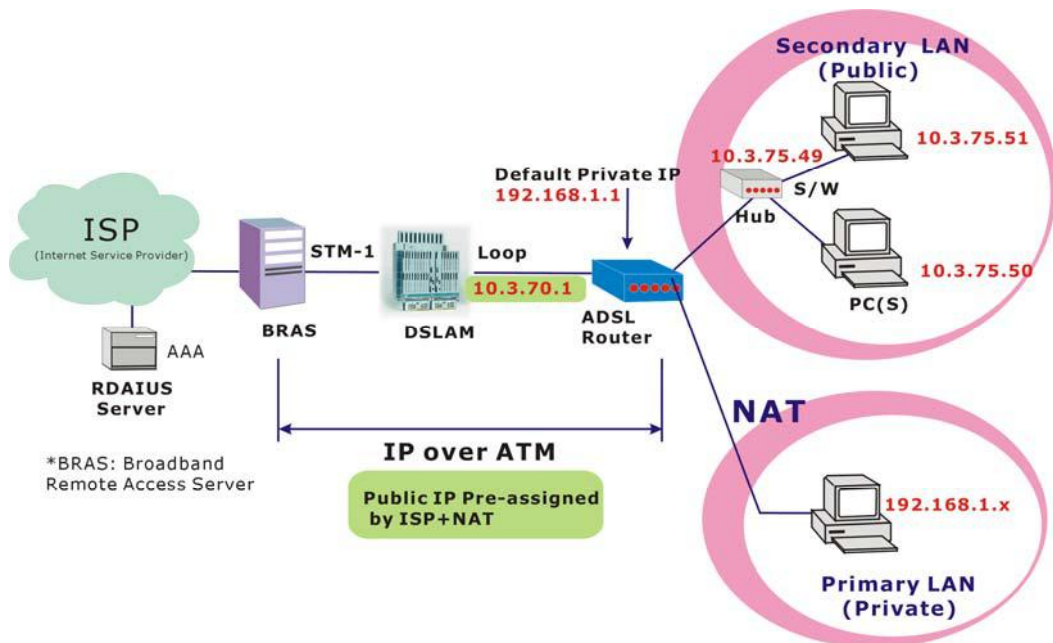 Secondary LAN
(Public)
10.3.75.51
10.3.75.49
S/W
Hub
10.3.75.50
PC(S)
Default Private IP
192.168.1.1
ISP
(Internet Service Provider)
STM-1
Loop
10.3.70.1
BRAS
DSLAM
ADSL
Router
AAA
RDAIUS
Server
NAT
IP over ATM
*BRAS: Broadband
Remote Access Server
Public IP Pre-assigned
by ISP+NAT
192.168.1.x
Primary LAN
(Private)